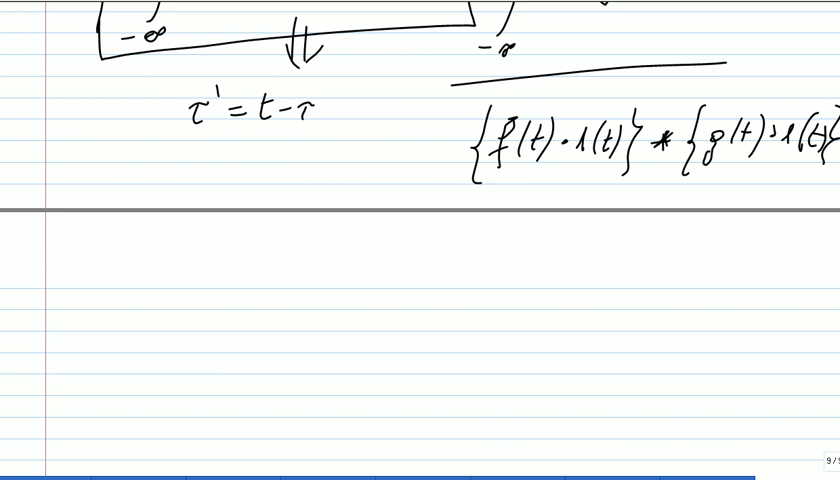 -∞
-∞
τ' = t - τ
{f(t) · 1(t)} * {g(t) · 1(t)}
9 / 9